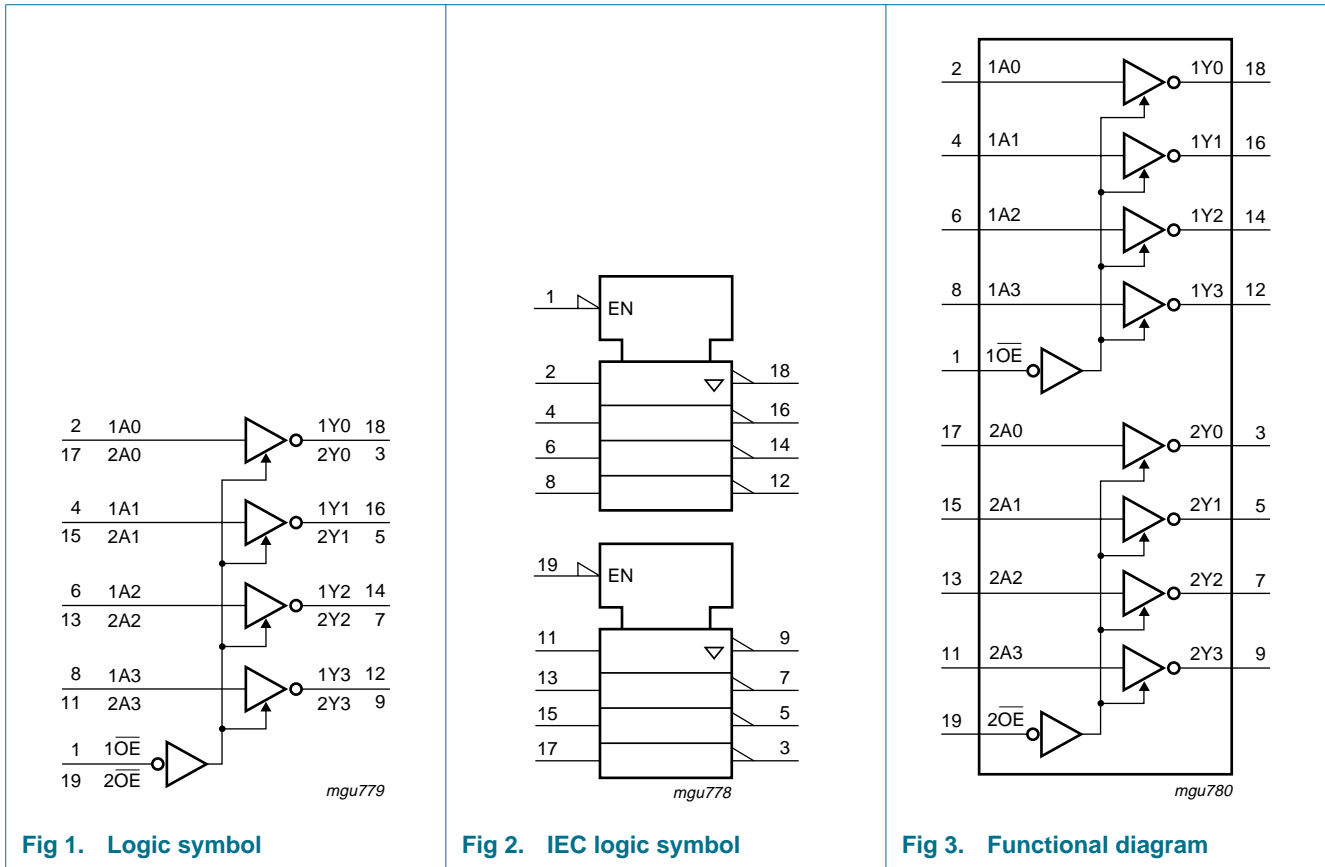 2 1A0 1Y0 18
17 2A0 2Y0 3
4 1A1 1Y1 16
15 2A1 2Y1 5
6 1A2 1Y2 14
13 2A2 2Y2 7
8 1A3 1Y3 12
11 2A3 2Y3 9
1 1O̅E̅
19 2O̅E̅
mgu779
Fig 1. Logic symbol
1 EN
2 18
4 16
6 14
8 12
19 EN
11 9
13 7
15 5
17 3
mgu778
Fig 2. IEC logic symbol
2 1A0 1Y0 18
4 1A1 1Y1 16
6 1A2 1Y2 14
8 1A3 1Y3 12
1 1O̅E̅
17 2A0 2Y0 3
15 2A1 2Y1 5
13 2A2 2Y2 7
11 2A3 2Y3 9
19 2O̅E̅
mgu780
Fig 3. Functional diagram